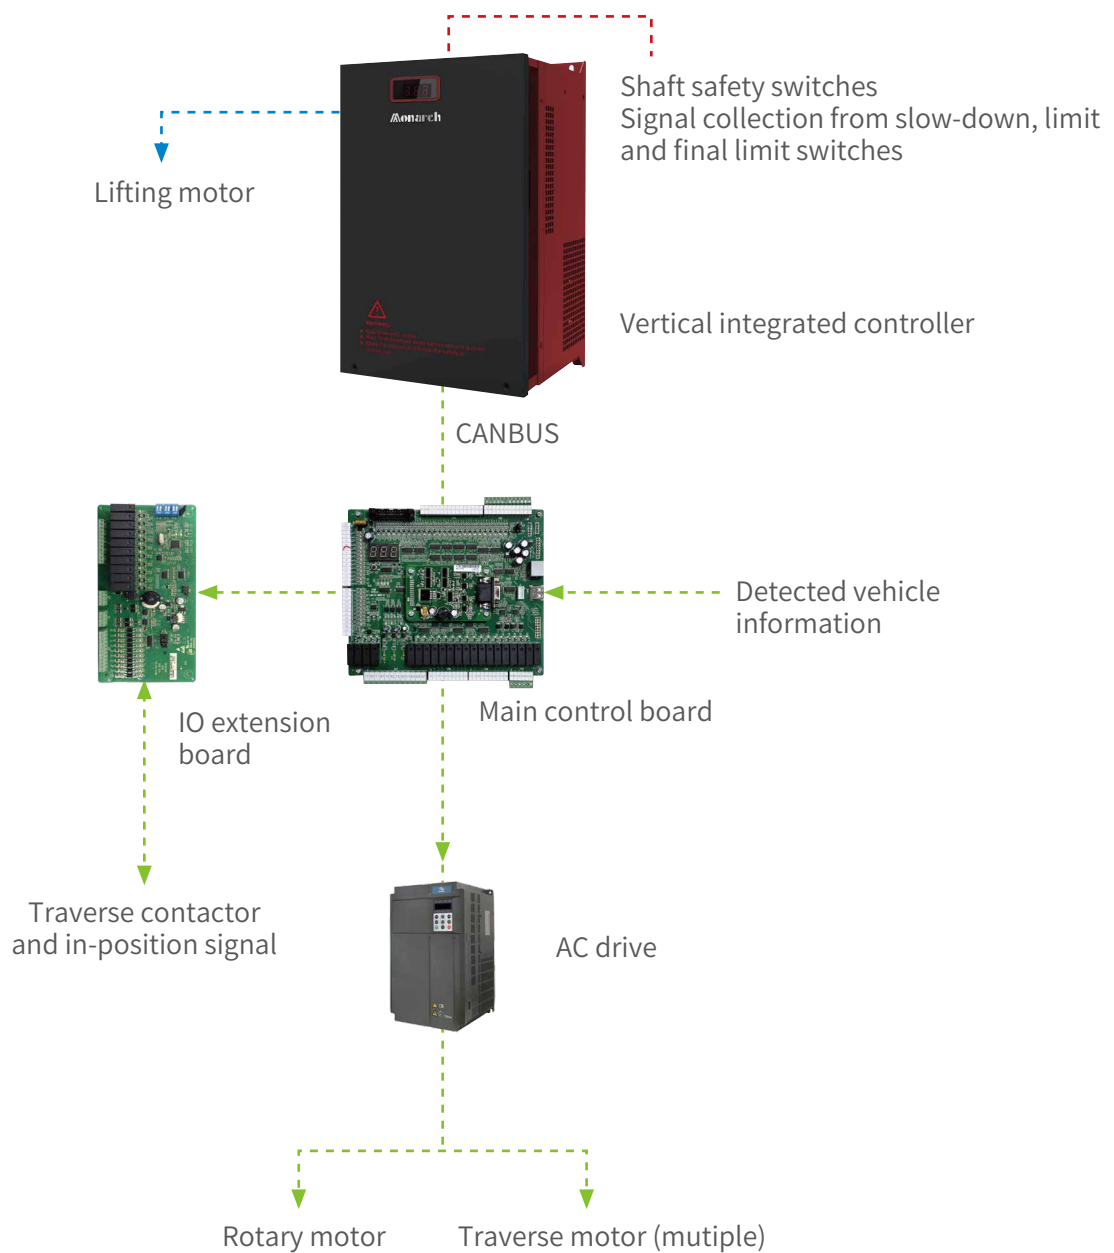 Shaft safety switches
Signal collection from slow-down, limit
and final limit switches
Monarch
Lifting motor
Vertical integrated controller
CANBUS
Detected vehicle
information
Main control board
IO extension
board
Traverse contactor
and in-position signal
AC drive
Rotary motor
Traverse motor (mutiple)